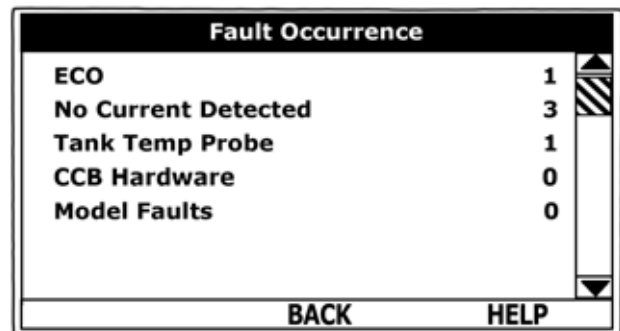 Fault Occurrence
ECO 1
No Current Detected 3
Tank Temp Probe 1
CCB Hardware 0
Model Faults 0
BACK HELP